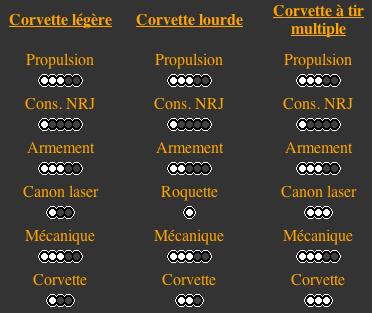 Corvette légère
Corvette lourde
Corvette à tir
multiple
Propulsion
Propulsion
Propulsion
Cons. NRJ
Cons. NRJ
Cons. NRJ
Armement
Armement
Armement
Canon laser
Roquette
Canon laser
Mécanique
Mécanique
Mécanique
Corvette
Corvette
Corvette